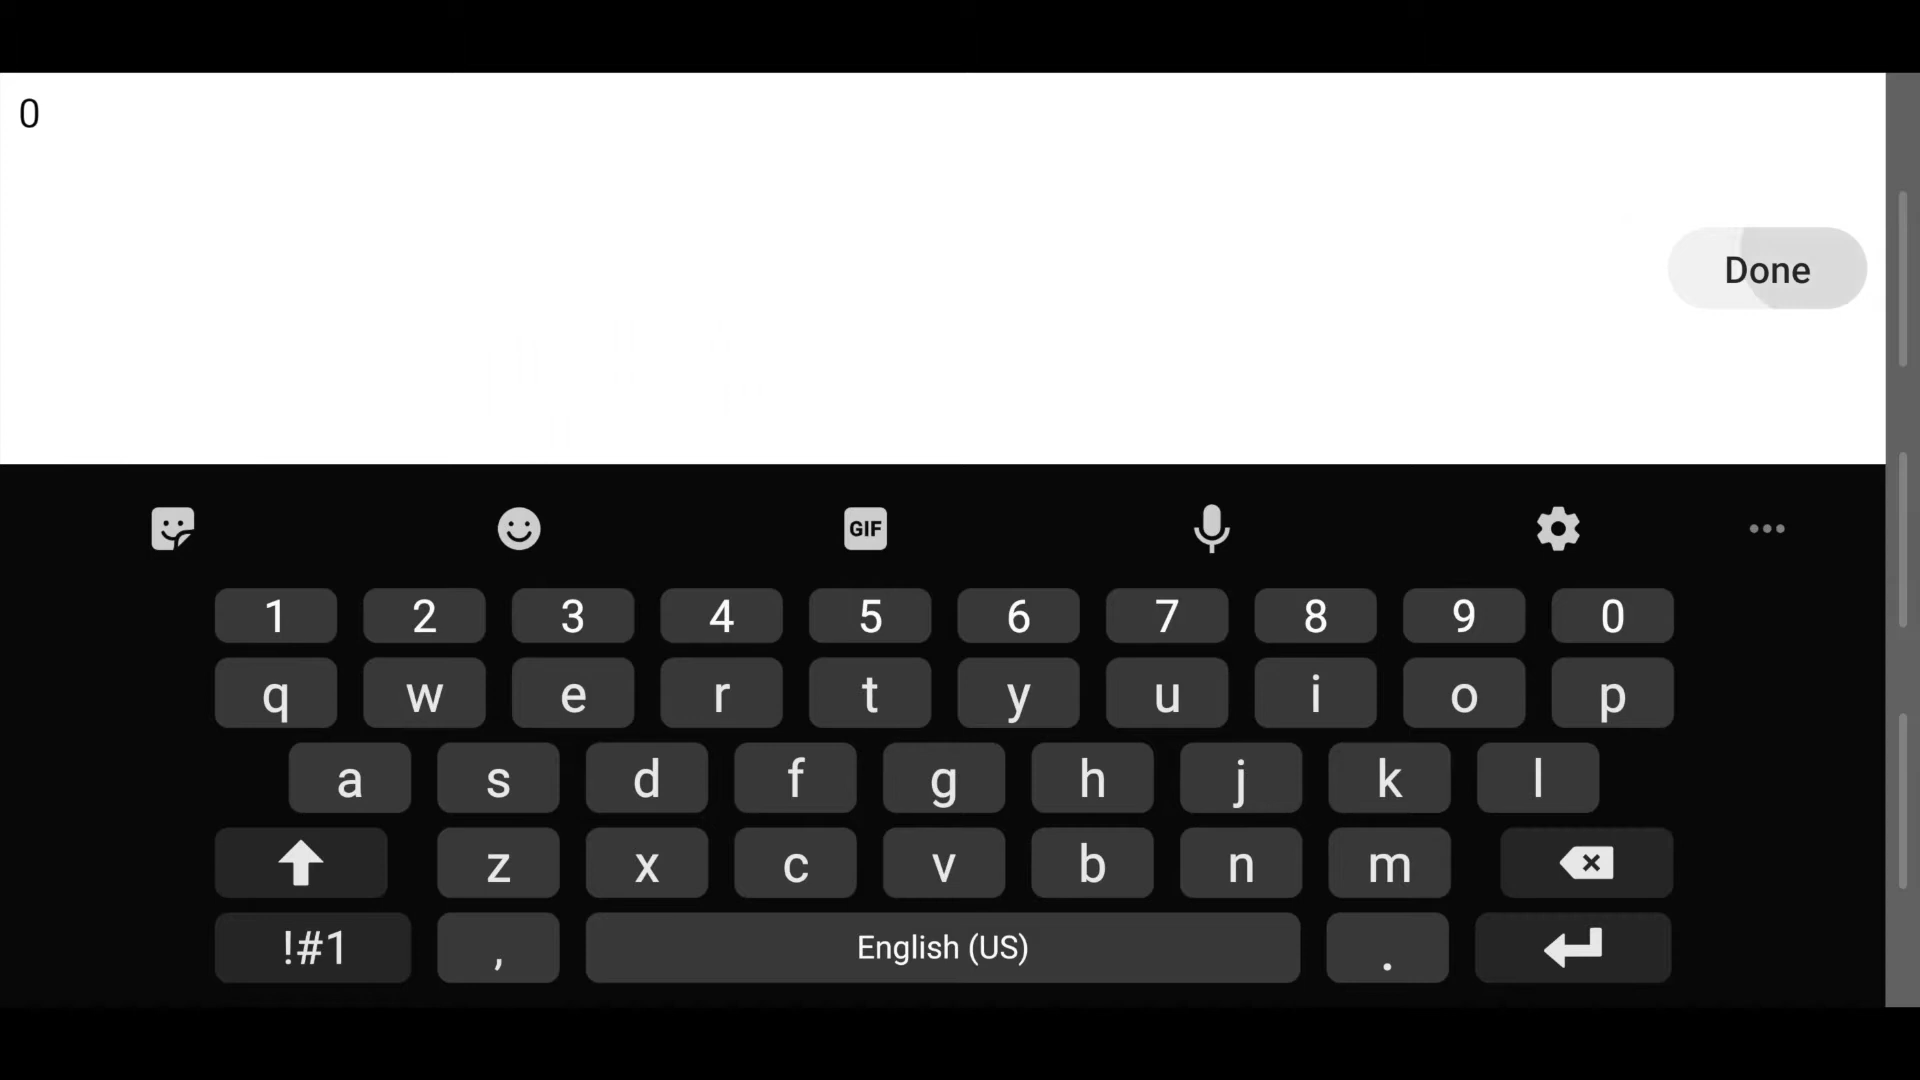 0
Done
GIF
1 2 3 4 5 6 7 8 9 0
q w e r t y u i o p
a s d f g h j k l
z x c v b n m
!#1 , English (US) .